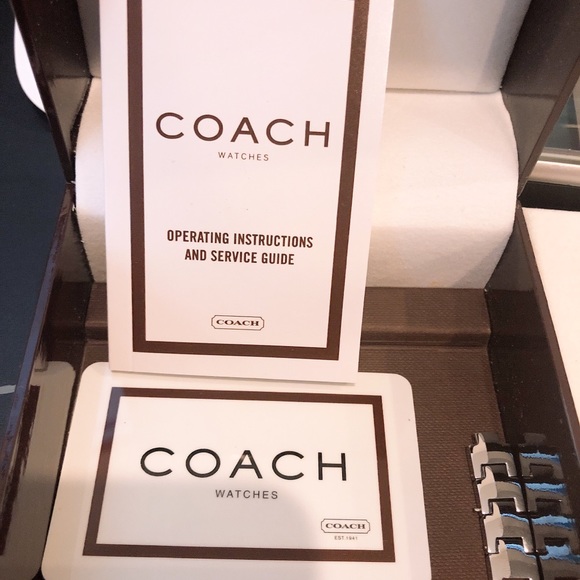 COACH
WATCHES
OPERATING INSTRUCTIONS
AND SERVICE GUIDE
COACH
COACH
WATCHES
COACH
EST. 1941